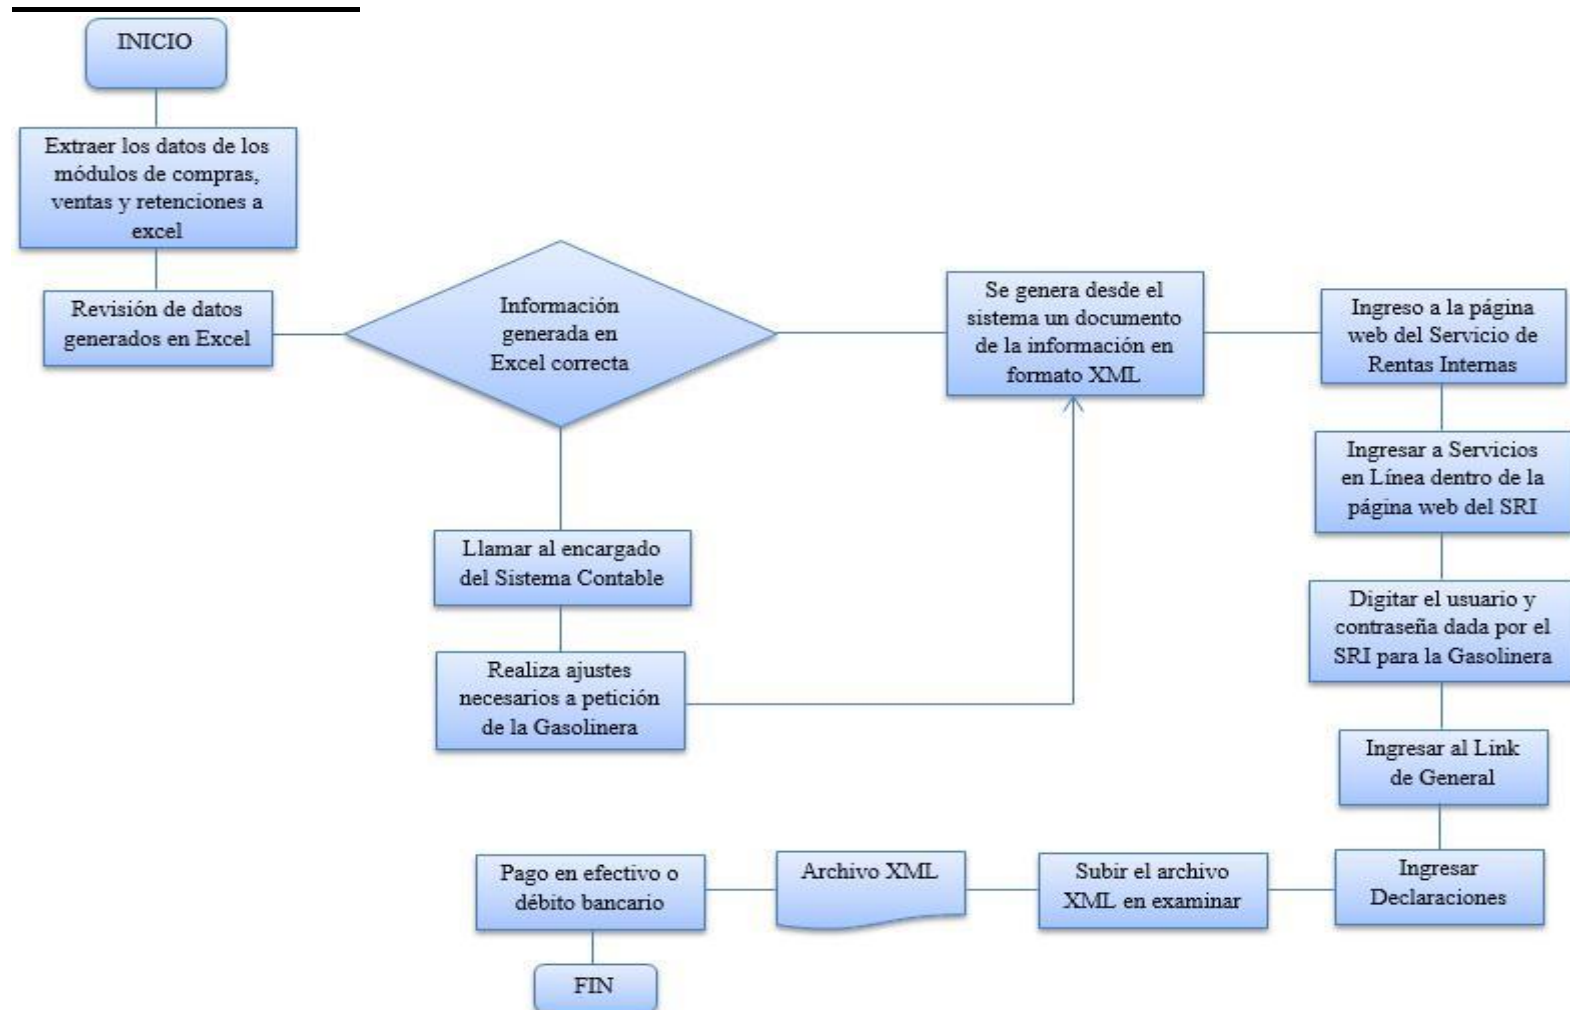 INICIO
Extraer los datos de los
módulos de compras,
ventas y retenciones a
excel
Revisión de datos
generados en Excel
Información
generada en
Excel correcta
Se genera desde el
sistema un documento
de la información en
formato XML
Ingreso a la página
web del Servicio de
Rentas Internas
Ingresar a Servicios
en Línea dentro de la
página web del SRI
Llamar al encargado
del Sistema Contable
Digitar el usuario y
contraseña dada por el
SRI para la Gasolinera
Realiza ajustes
necesarios a petición
de la Gasolinera
Ingresar al Link
de General
Ingresar
Declaraciones
Subir el archivo
XML en examinar
Archivo XML
Pago en efectivo o
débito bancario
FIN